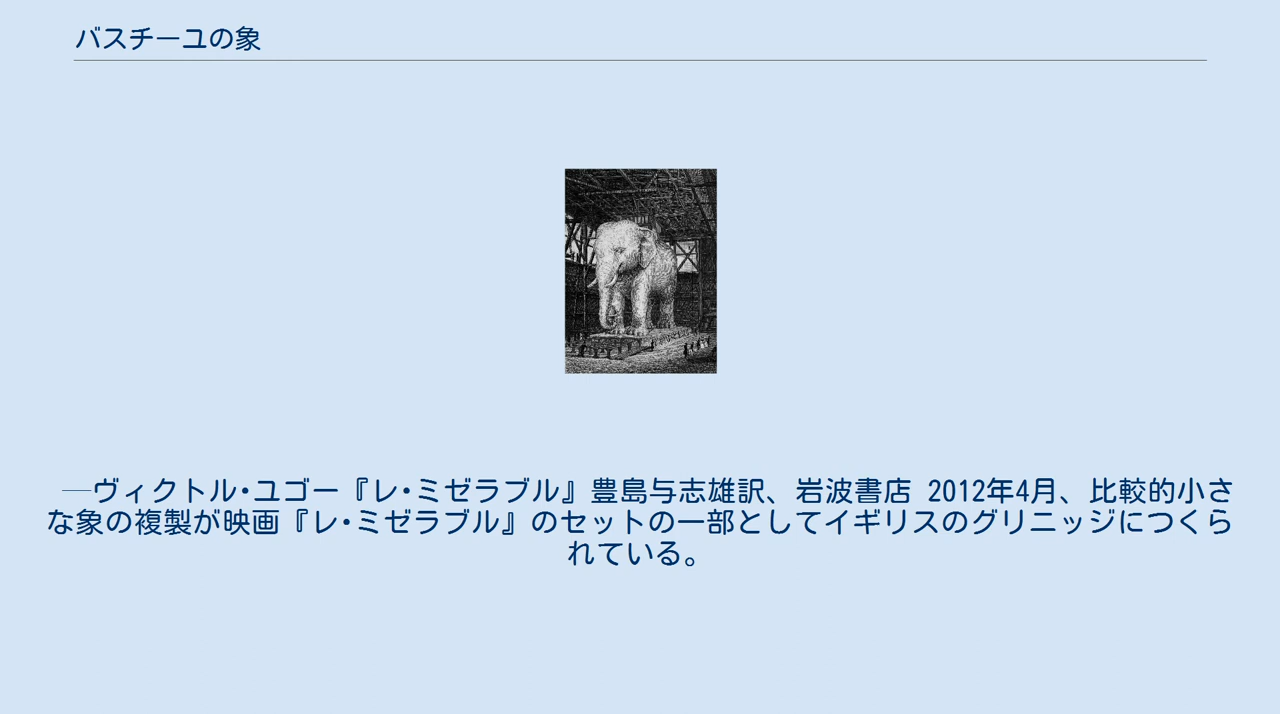 バスチーユの象
―ヴィクトル・ユゴー『レ・ミゼラブル』豊島与志雄訳、岩波書店 2012年4月、比較的小さ
な象の複製が映画『レ・ミゼラブル』のセットの一部としてイギリスのグリニッジにつくら
れている。